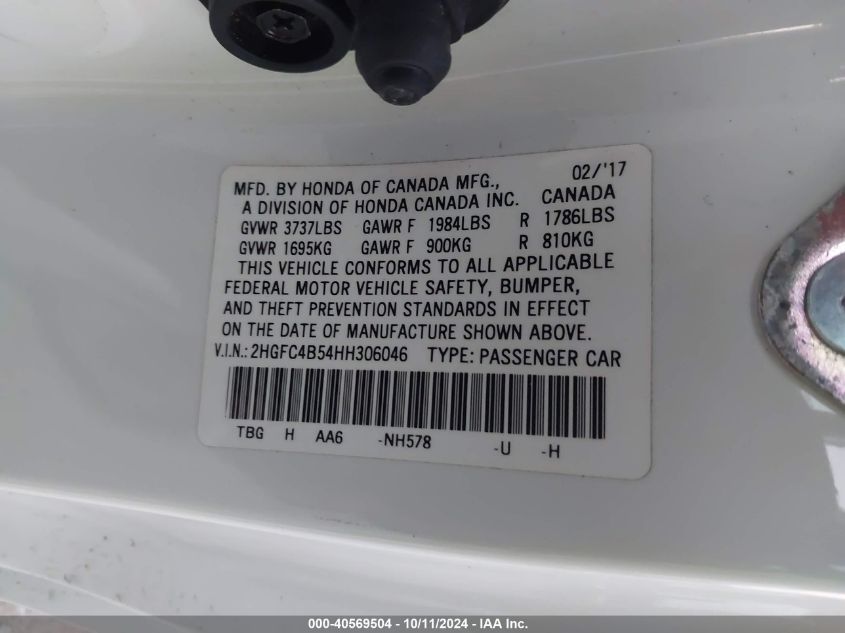 02/'17
MFD. BY HONDA OF CANADA MFG.,
A DIVISION OF HONDA CANADA INC. CANADA
GVWR 3737LBS GAWR F 1984LBS R 1786LBS
GVWR 1695KG GAWR F 900KG R 810KG
THIS VEHICLE CONFORMS TO ALL APPLICABLE
FEDERAL MOTOR VEHICLE SAFETY, BUMPER,
AND THEFT PREVENTION STANDARDS IN EFFECT
ON THE DATE OF MANUFACTURE SHOWN ABOVE.
V.I.N.: 2HGFC4B54HH306046 TYPE: PASSENGER CAR
TBG H AA6 -NH578 -U -H
000-40569504 - 10/11/2024 - IAA Inc.